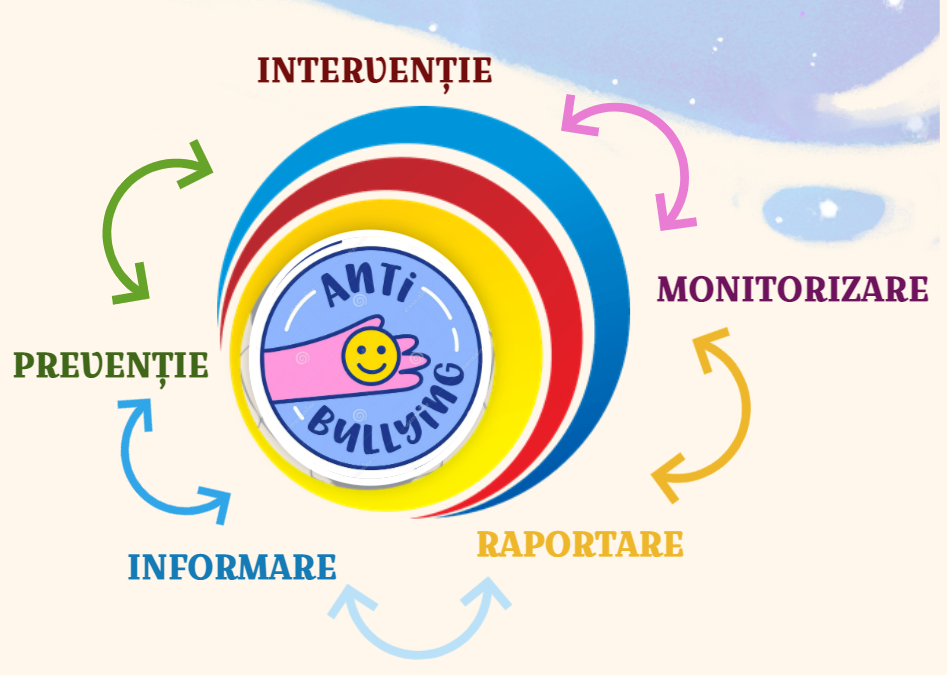 INTERVENȚIE
MONITORIZARE
PREVENȚIE
ANTi
BULLYiNG
RAPORTARE
INFORMARE